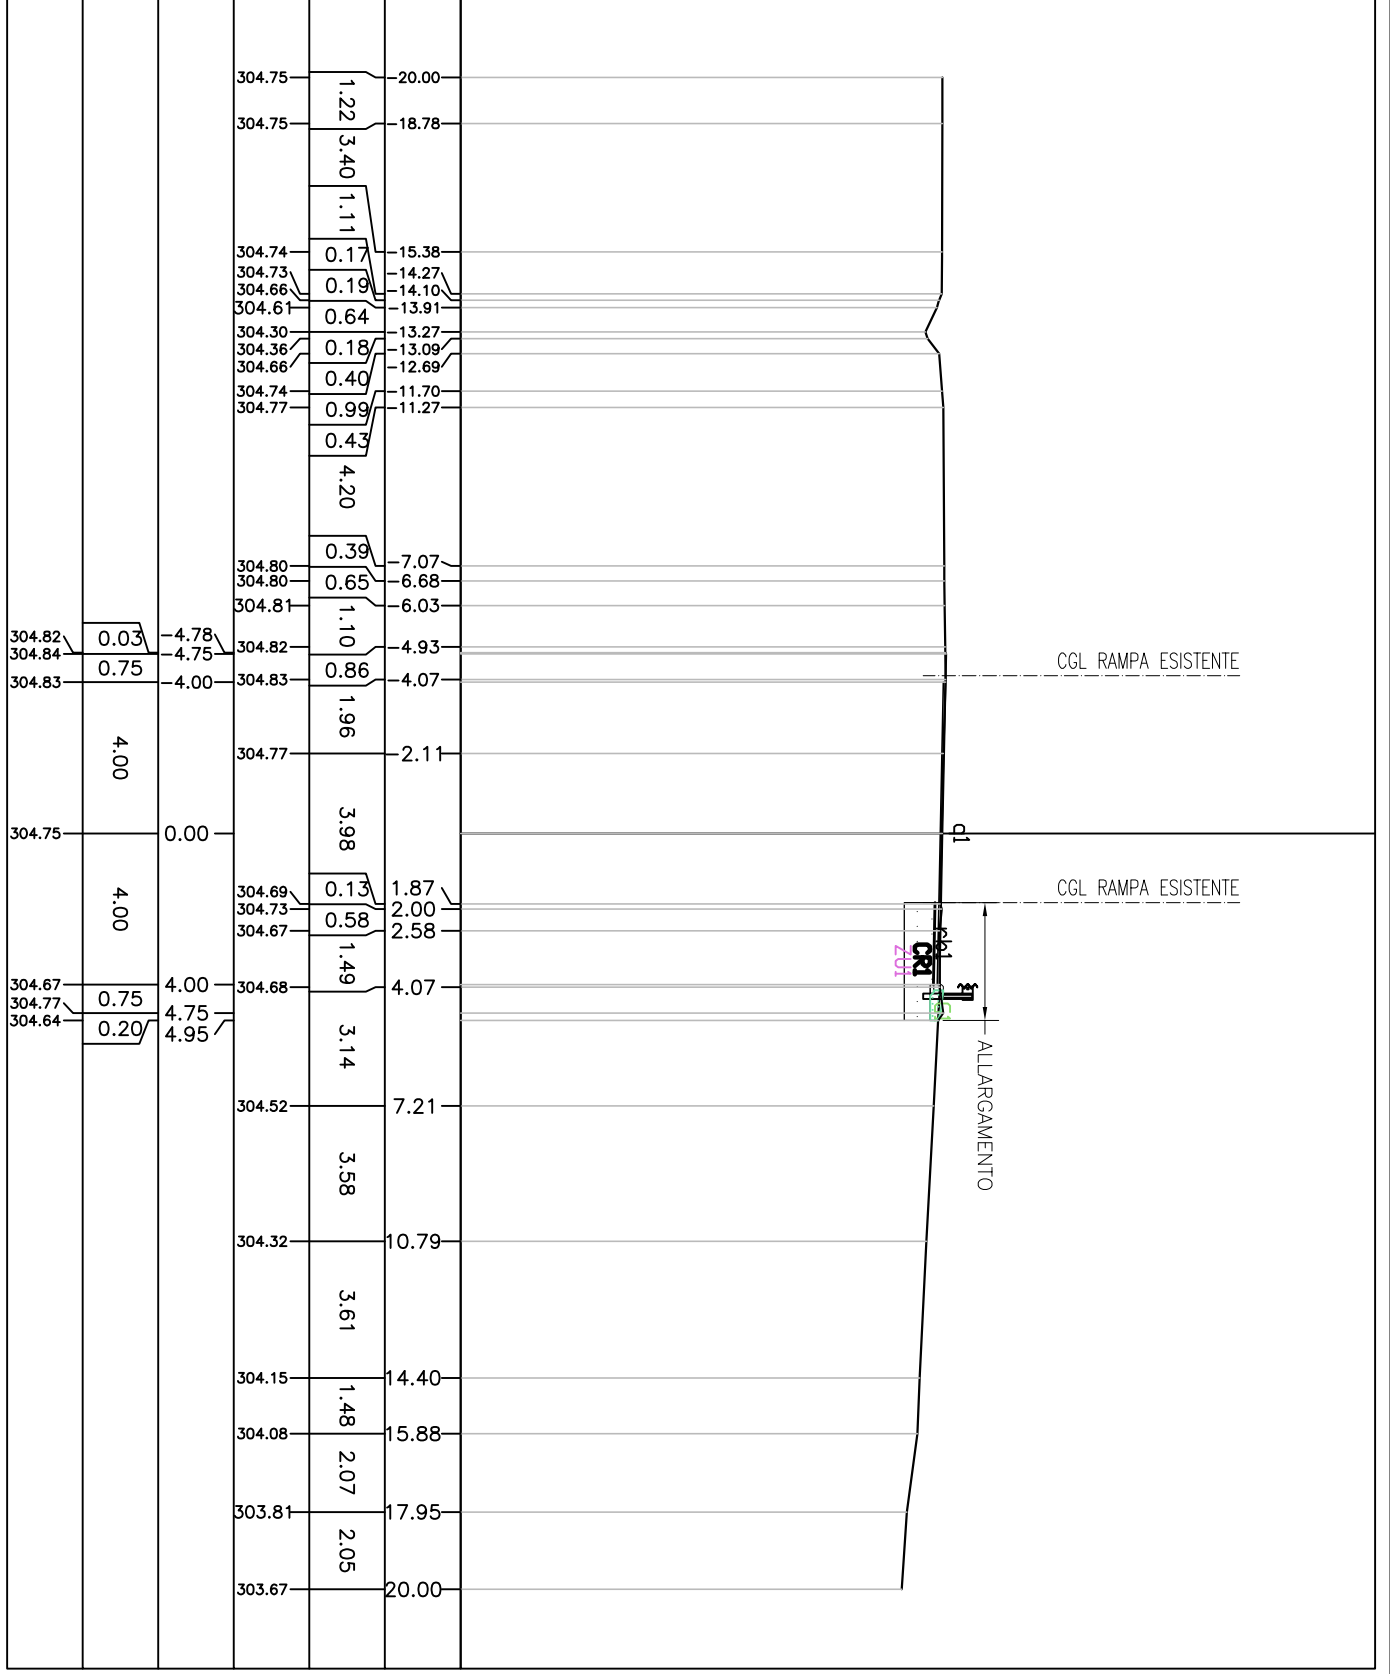 304.75 1.22 -20.00
304.75 3.40 -18.78
304.74 1.11 -15.38
304.73 0.17 -14.27
304.66 0.19 -14.10
304.61 0.64 -13.91
304.30 0.18 -13.27
304.36 0.40 -13.09
304.66 0.99 -12.69
304.74 0.43 -11.70
304.77 4.20 -11.27
304.80 0.39 -7.07
304.80 0.65 -6.68
304.81 1.10 -6.03
304.82 0.86 -4.93
304.83 1.96 -4.07
304.77 3.98 -2.11
304.69 0.13 1.87
304.73 0.58 2.00
304.67 1.49 2.58
304.68 3.14 4.07
304.52 3.58 7.21
304.32 3.61 10.79
304.15 1.48 14.40
304.08 2.07 15.88
303.81 2.05 17.95
303.67 20.00
304.82 0.03 -4.78
304.84 0.75 -4.75
304.83 4.00 -4.00
304.75 4.00 0.00
304.67 0.75 4.00
304.77 0.20 4.75
304.64 4.95
CGL RAMPA ESISTENTE
CGL RAMPA ESISTENTE
CR1
ALLARGAMENTO